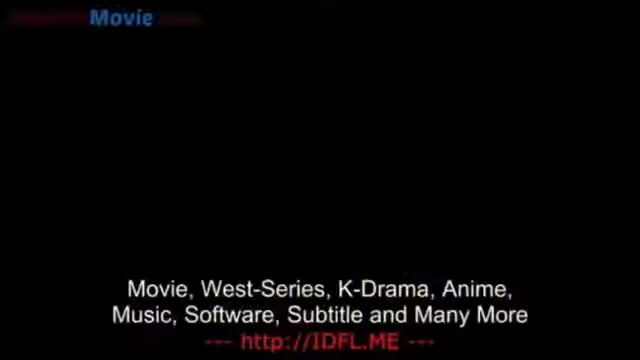 Movie
Movie, West-Series, K-Drama, Anime,
Music, Software, Subtitle and Many More
--- http://IDFL.ME ---